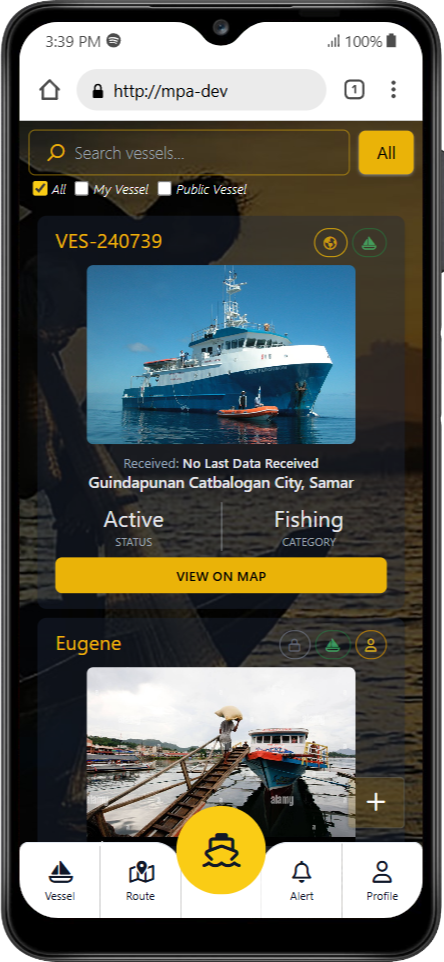 3:39 PM
100%
http://mpa-dev
1
Search vessels...
All
All
My Vessel
Public Vessel
VES-240739
Received: No Last Data Received
Guindapunan Catbalogan City, Samar
Active
Fishing
STATUS
CATEGORY
VIEW ON MAP
Eugene
alamy
+
Vessel
Route
Alert
Profile